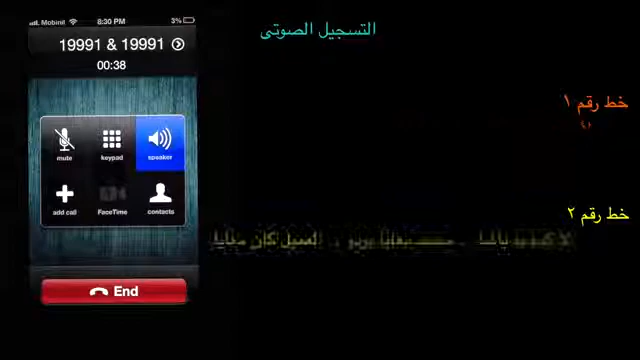 Mobinil 8:30 PM 3%
19991 & 19991
00:38
mute keypad speaker
add call FaceTime contacts
End
التسجيل الصوتى
خط رقم ١
خط رقم ٢